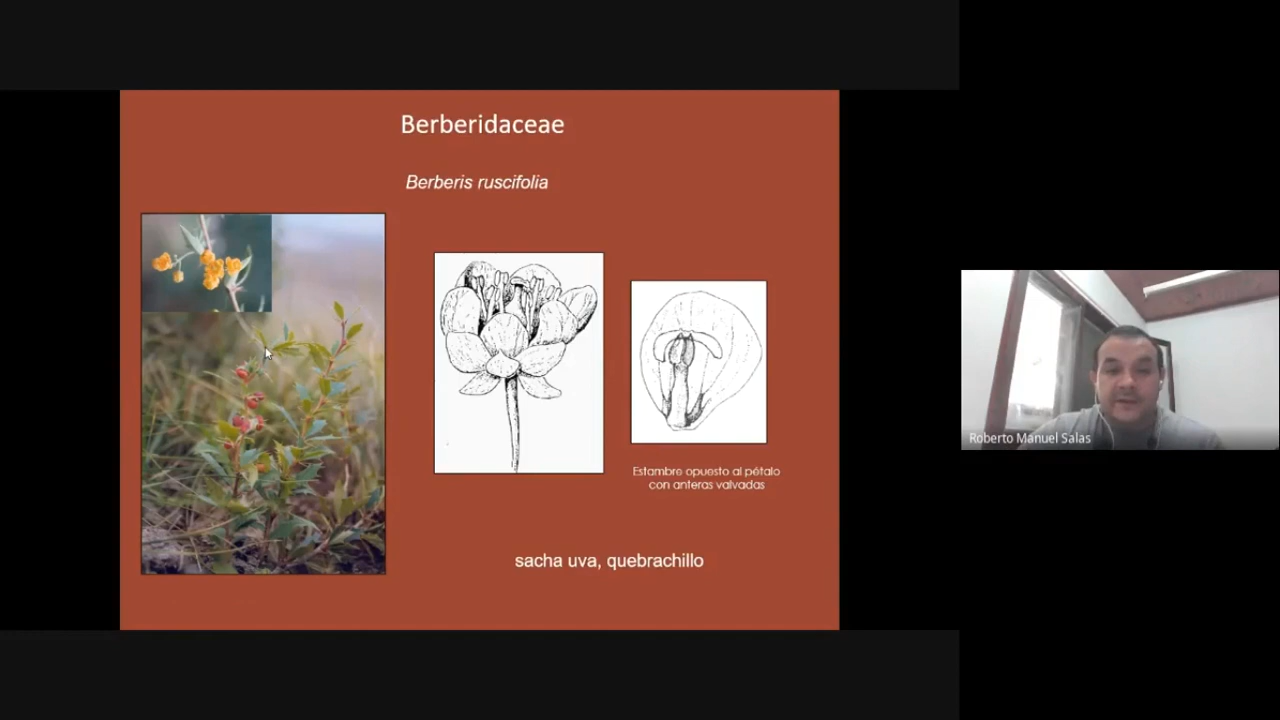 Berberidaceae
Berberis ruscifolia
Estambre opuesto al pétalo
con anteras valvadas
sacha uva, quebrachillo
Roberto Manuel Salas